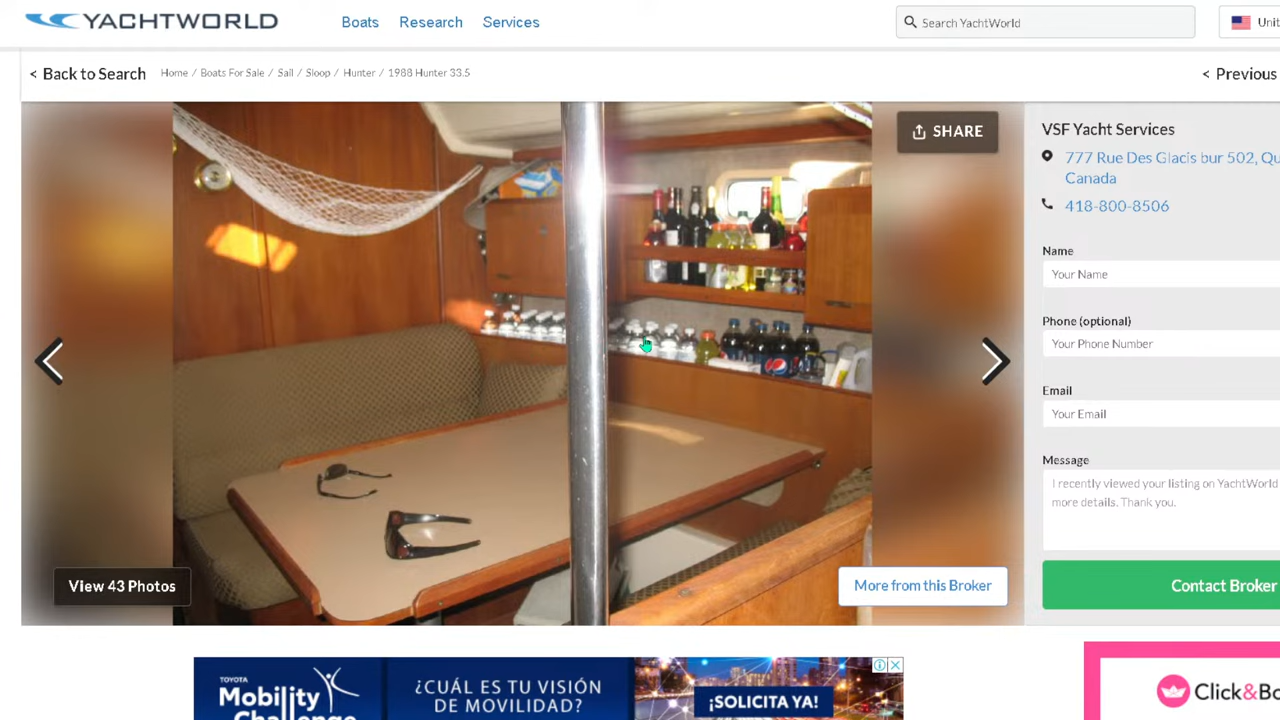 YACHTWORLD
Boats Research Services
Search YachtWorld
< Back to Search
Home / Boats For Sale / Sail / Sloop / Hunter / 1988 Hunter 33.5
< Previous
SHARE
VSF Yacht Services
777 Rue Des Glacis bur 502,
Canada
418-800-8506
Name
Your Name
Phone (optional)
Your Phone Number
Email
Your Email
Message
I recently viewed your listing on YachtWorld
more details. Thank you.
Contact Broker
View 43 Photos
More from this Broker
TOYOTA
Mobility
Challenge
¿CUÁL ES TU VISIÓN
DE MOVILIDAD?
¡SOLICITA YA!